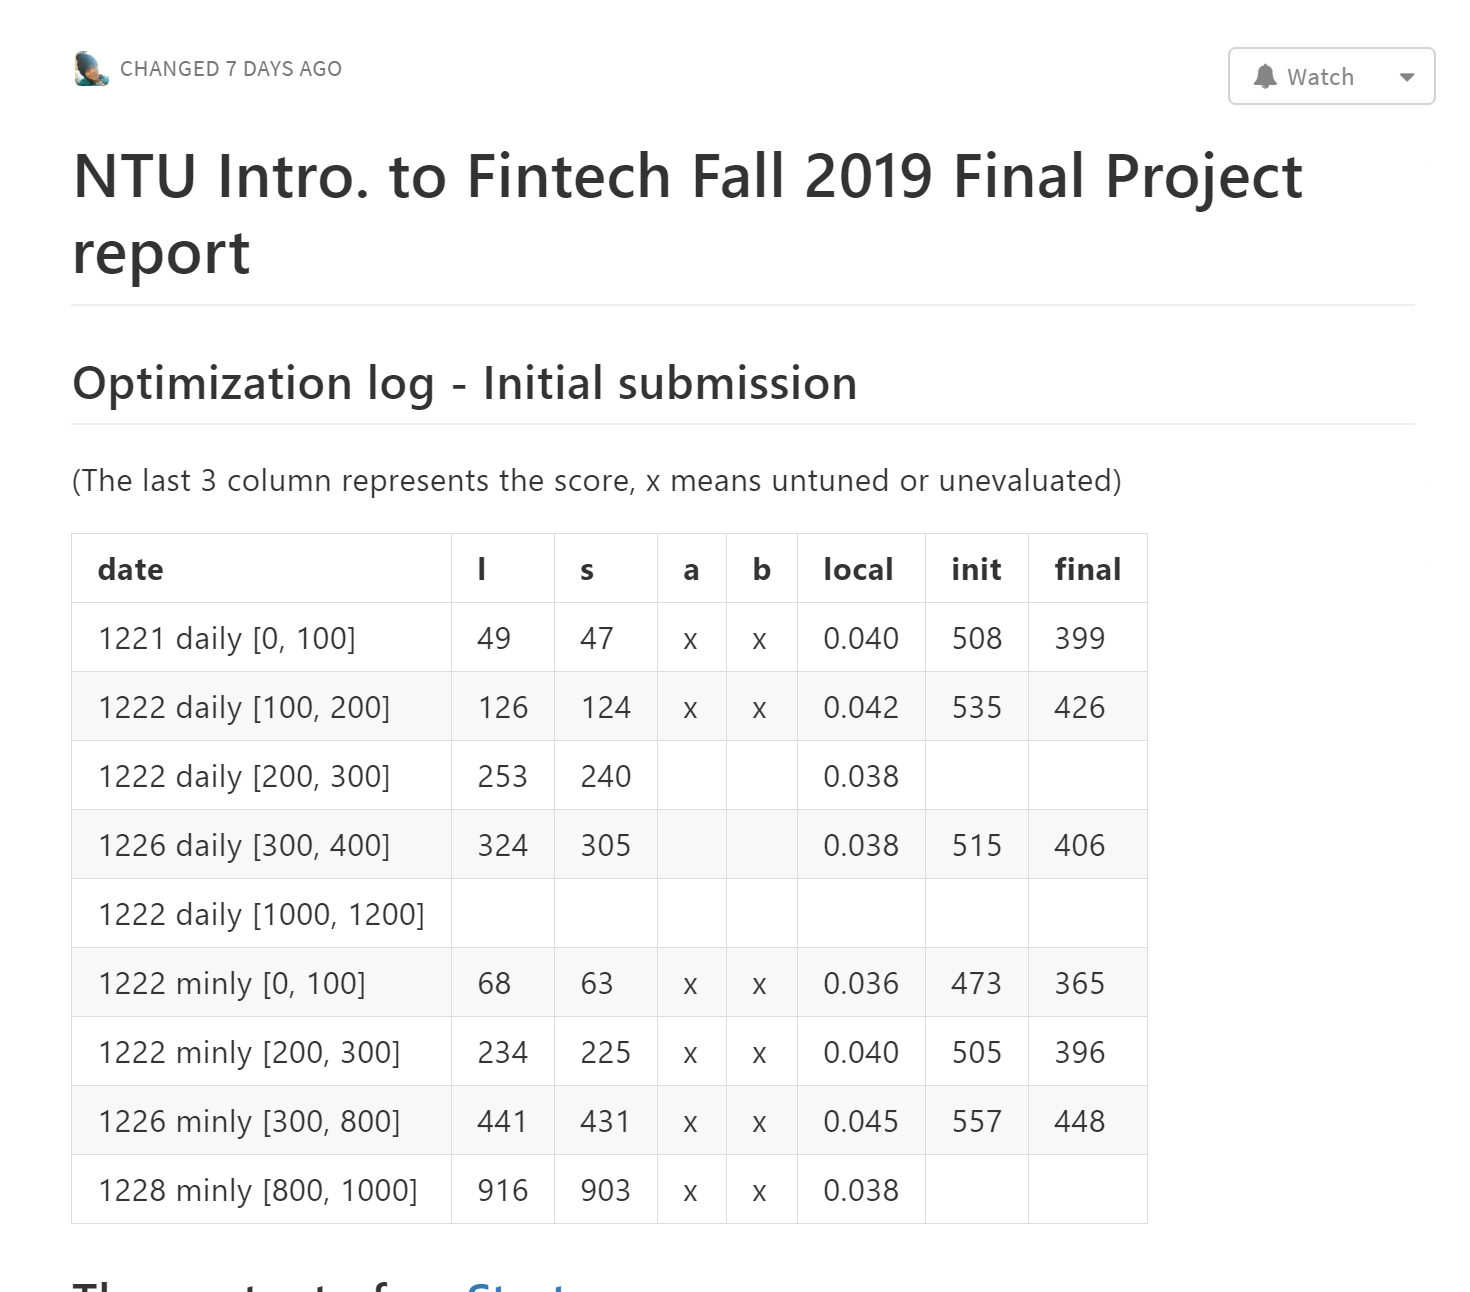 CHANGED 7 DAYS AGO
Watch
NTU Intro. to Fintech Fall 2019 Final Project
report
Optimization log - Initial submission
(The last 3 column represents the score, x means untuned or unevaluated)
date l s a b local init final
1221 daily [0, 100] 49 47 x x 0.040 508 399
1222 daily [100, 200] 126 124 x x 0.042 535 426
1222 daily [200, 300] 253 240 0.038
1226 daily [300, 400] 324 305 0.038 515 406
1222 daily [1000, 1200]
1222 minly [0, 100] 68 63 x x 0.036 473 365
1222 minly [200, 300] 234 225 x x 0.040 505 396
1226 minly [300, 800] 441 431 x x 0.045 557 448
1228 minly [800, 1000] 916 903 x x 0.038